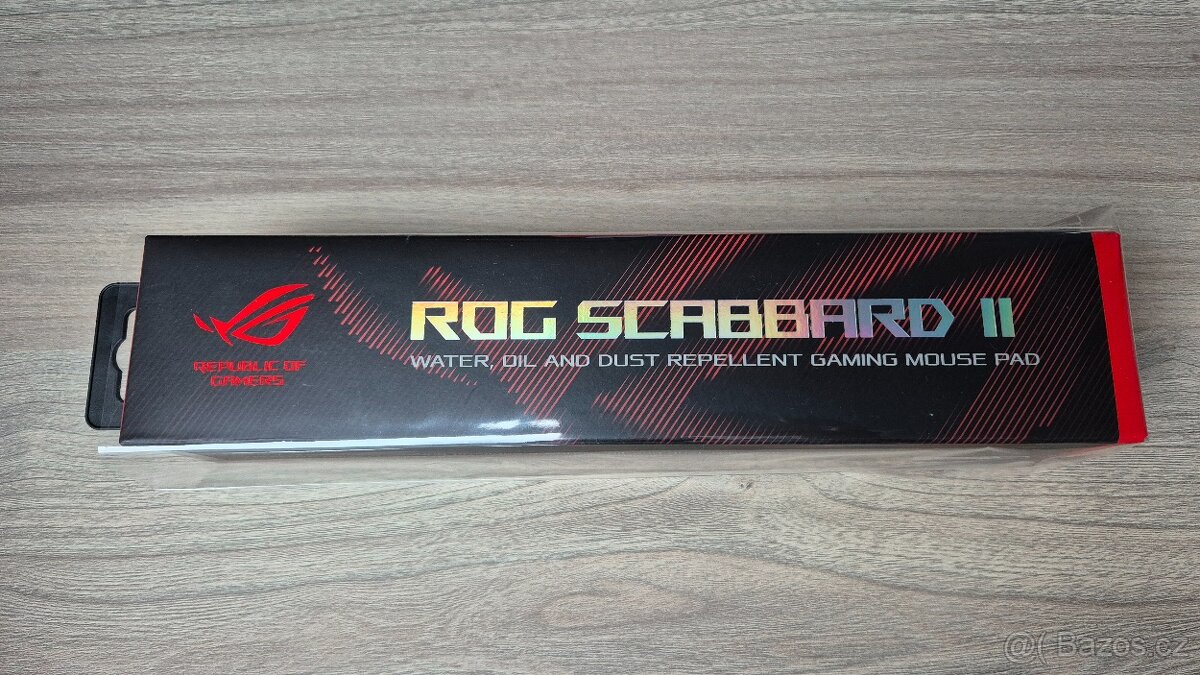 ROG SCABBARD II
WATER, OIL AND DUST REPELLENT GAMING MOUSE PAD
REPUBLIC OF
GAMERS
@( Bazos.cz